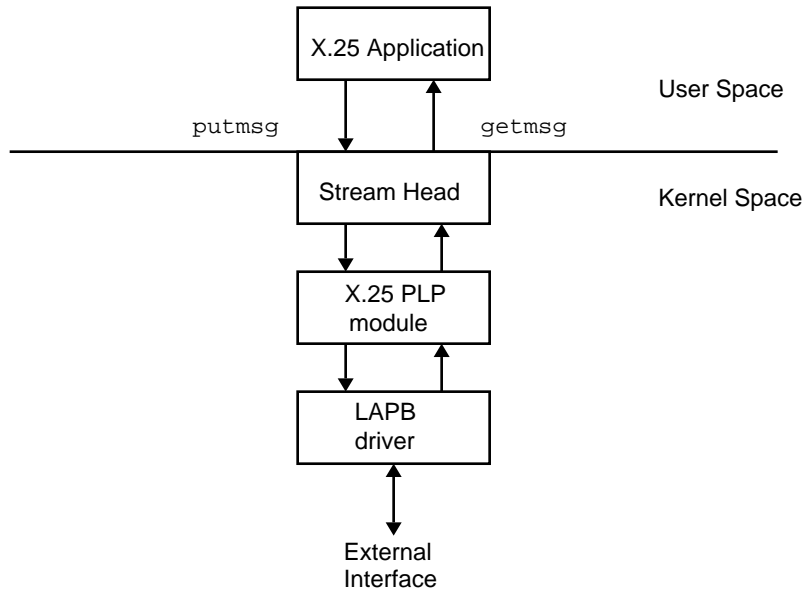 X.25 Application
User Space
putmsg
getmsg
Stream Head
Kernel Space
X.25 PLP
module
LAPB
driver
External
Interface